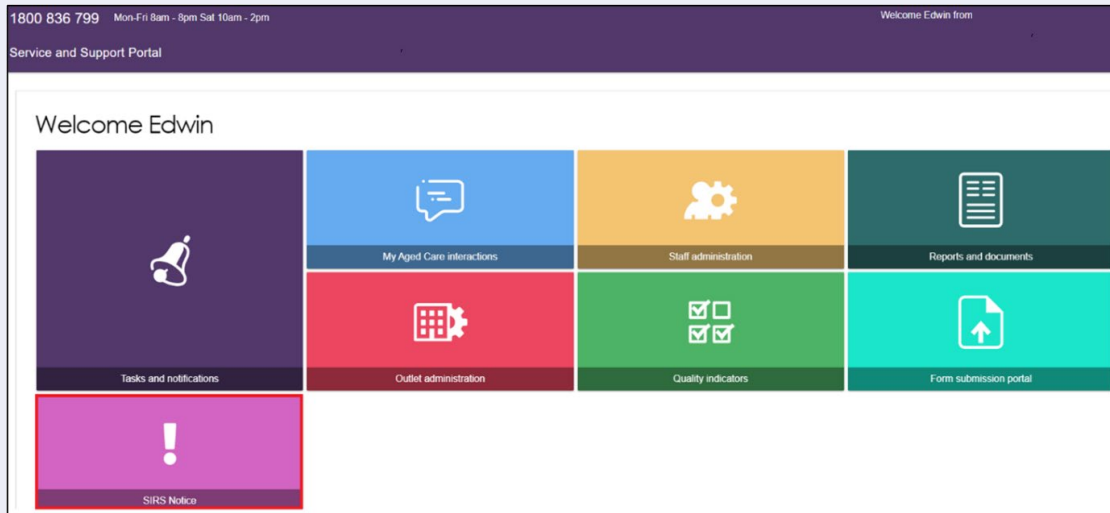 1800 836 799 Mon-Fri 8am - 8pm Sat 10am - 2pm
Welcome Edwin from
Service and Support Portal
Welcome Edwin
Tasks and notifications
My Aged Care interactions
Staff administration
Reports and documents
Outlet administration
Quality indicators
Form submission portal
SIRS Notice